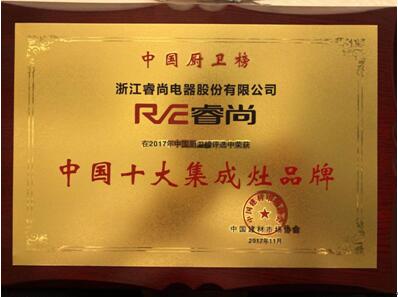 中国厨卫榜
浙江睿尚电器股份有限公司
RVE睿尚
在2017年中国厨卫榜评选中荣获
中国十大集成灶品牌
中国建材市场协会
2017年11月